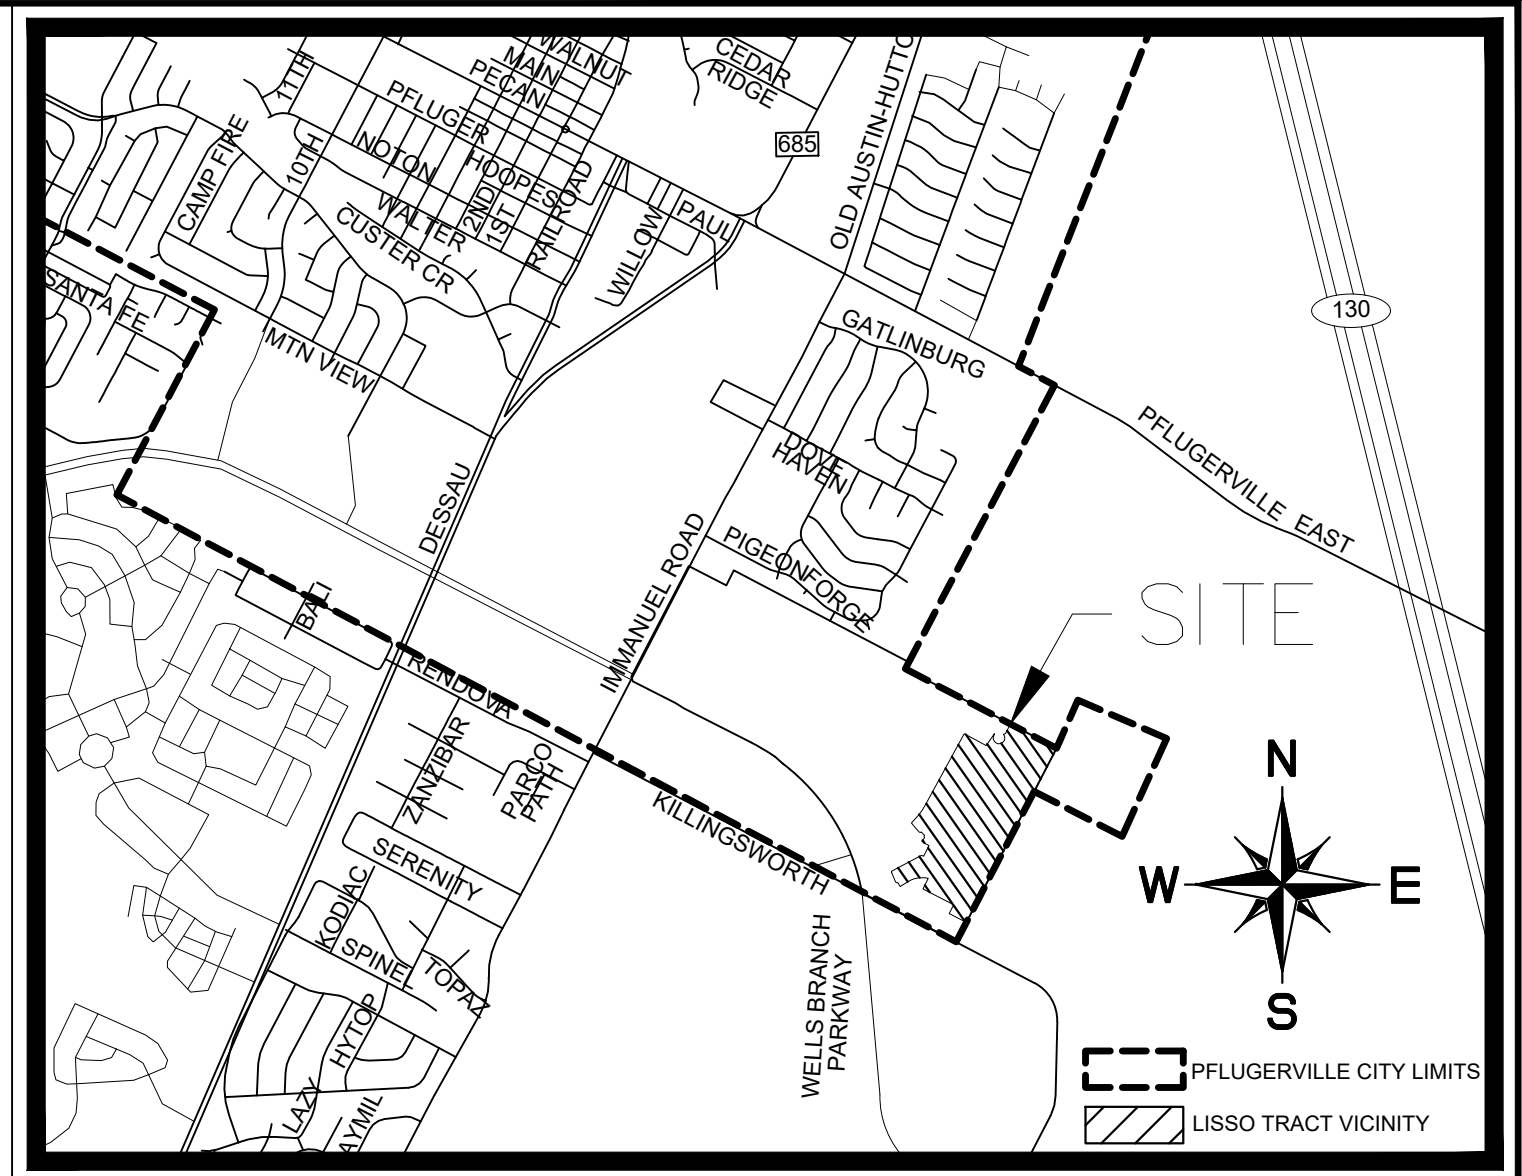 WALNUT
MAIN
PECAN
CEDAR
RIDGE
11TH
PFLUGER
685
OLD AUSTIN-HUTTO
CAMP FIRE
10TH
NOTON
HOOPES
RAILROAD
2ND
1ST
WALTER
CUSTER CR
WILLOW
PAUL
SANTA FE
MTN VIEW
GATLINBURG
130
DOVE
HAVEN
PFLUGERVILLE EAST
DESSAU
IMMANUEL ROAD
PIGEON FORGE
SITE
BALI
RENDOVA
ZANZIBAR
PARCO
PATH
KILLINGSWORTH
N
W
E
S
SERENITY
KODIAC
SPINEL
TOPAZ
HYTOP
LAZY
AYMIL
WELLS BRANCH
PARKWAY
PFLUGERVILLE CITY LIMITS
LISSO TRACT VICINITY